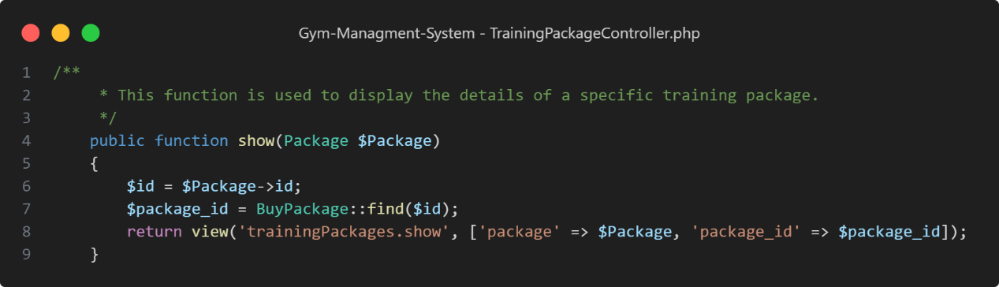 Gym-Managment-System - TrainingPackageController.php
1 /**
2 * This function is used to display the details of a specific training package.
3 */
4 public function show(Package $Package)
5 {
6 $id = $Package->id;
7 $package_id = BuyPackage::find($id);
8 return view('trainingPackages.show', ['package' => $Package, 'package_id' => $package_id]);
9 }